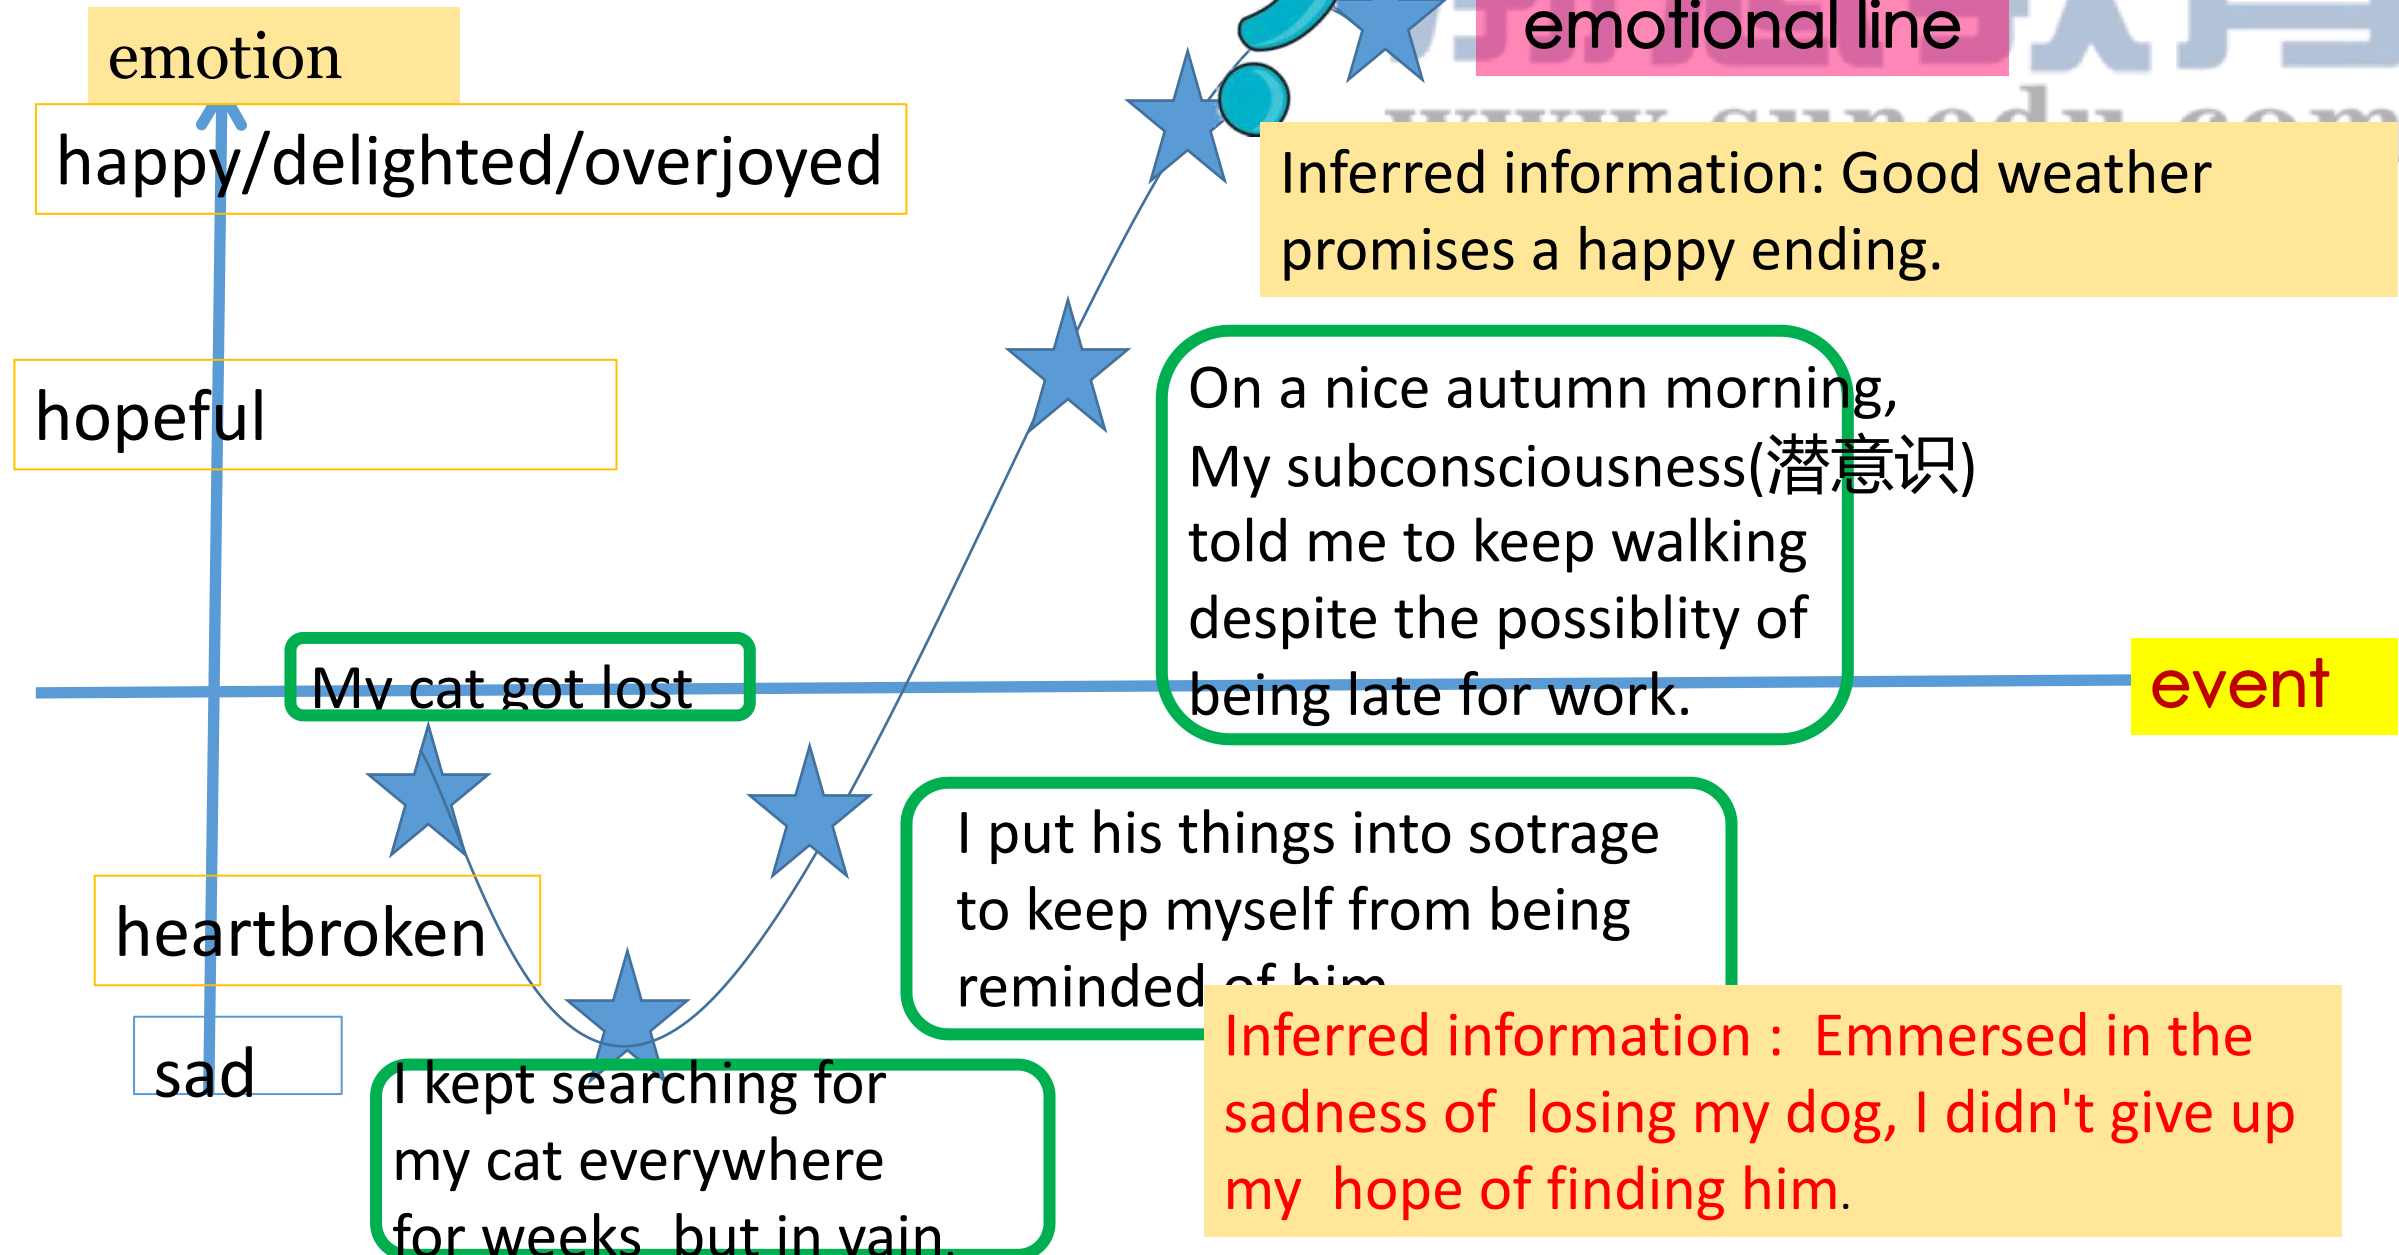 emotional line
emotion
happy/delighted/overjoyed
Inferred information: Good weather
promises a happy ending.
hopeful
On a nice autumn morning,
My subconsciousness(潜意识)
told me to keep walking
despite the possiblity of
being late for work.
My cat got lost
event
I put his things into sotrage
to keep myself from being
reminded of him
heartbroken
Inferred information : Emmersed in the
sadness of losing my dog, I didn't give up
my hope of finding him.
sad
I kept searching for
my cat everywhere
for weeks but in vain.